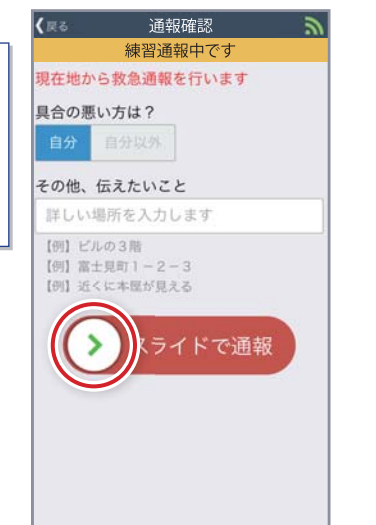 戻る 通報確認
練習通報中です
現在地から救急通報を行います
具合の悪い方は?
自分 自分以外
その他、伝えたいこと
詳しい場所を入力します
【例】ビルの3階
【例】富士見町1-2-3
【例】近くに本屋が見える
スライドで通報